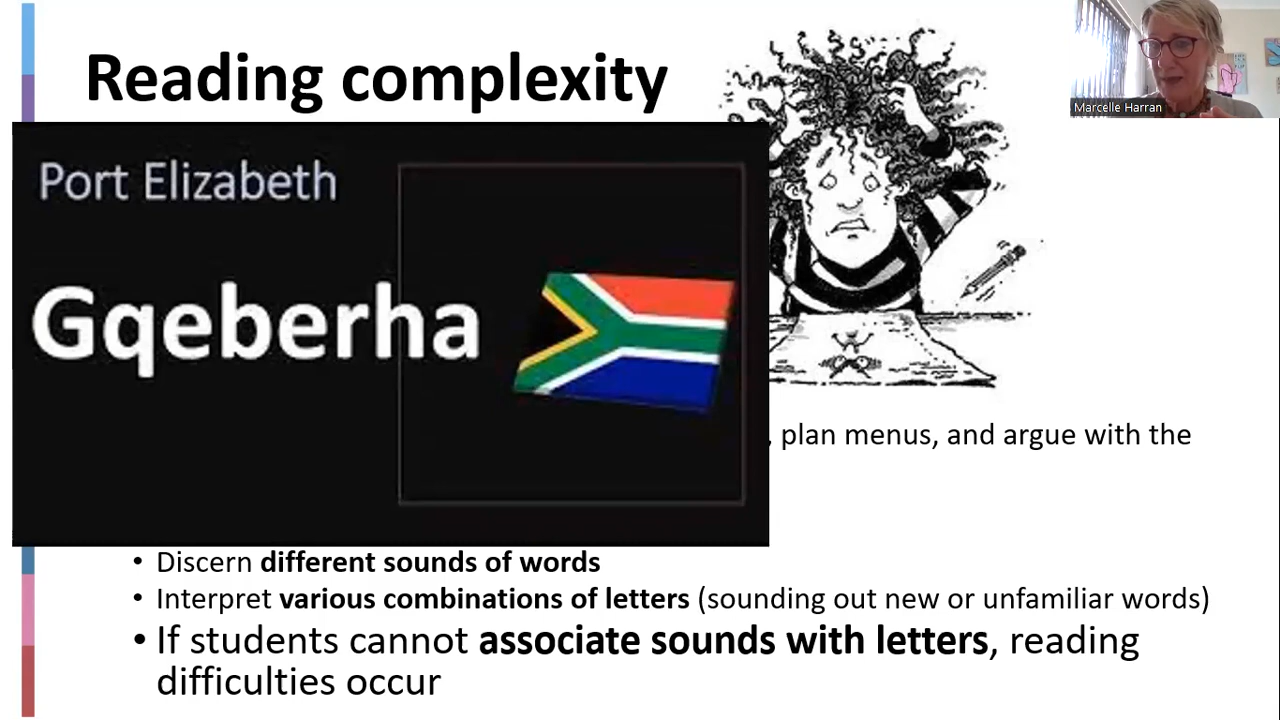 Reading complexity
Marcelle Harran
Port Elizabeth
Gqeberha
, plan menus, and argue with the
• Discern different sounds of words
• Interpret various combinations of letters (sounding out new or unfamiliar words)
• If students cannot associate sounds with letters, reading
difficulties occur